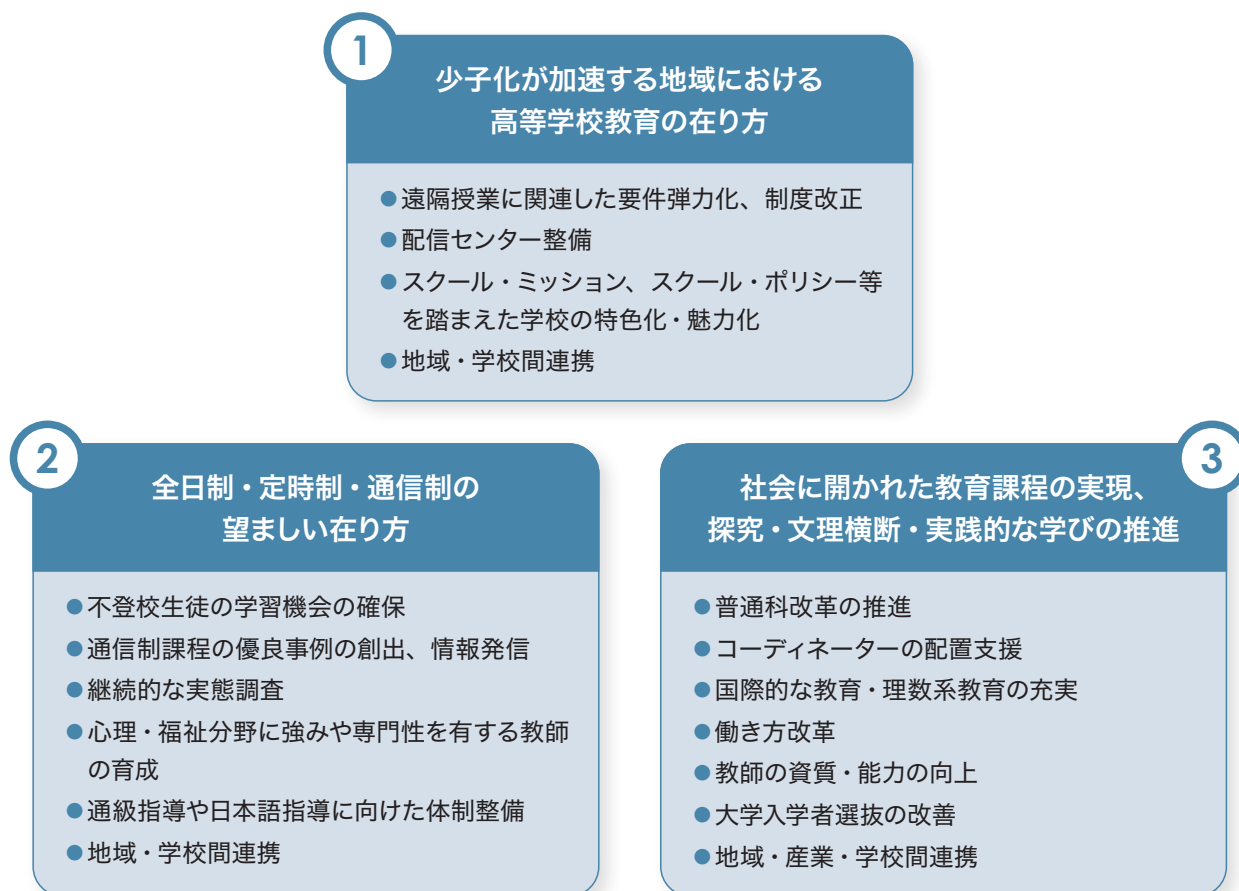 1
少子化が加速する地域における
高等学校教育の在り方
●遠隔授業に関連した要件弾力化、制度改正
●配信センター整備
●スクール・ミッション、スクール・ポリシー等
を踏まえた学校の特色化・魅力化
●地域・学校間連携
2
全日制・定時制・通信制の
望ましい在り方
●不登校生徒の学習機会の確保
●通信制課程の優良事例の創出、情報発信
●継続的な実態調査
●心理・福祉分野に強みや専門性を有する教師
の育成
●通級指導や日本語指導に向けた体制整備
●地域・学校間連携
3
社会に開かれた教育課程の実現、
探究・文理横断・実践的な学びの推進
●普通科改革の推進
●コーディネーターの配置支援
●国際的な教育・理数系教育の充実
●働き方改革
●教師の資質・能力の向上
●大学入学者選抜の改善
●地域・産業・学校間連携